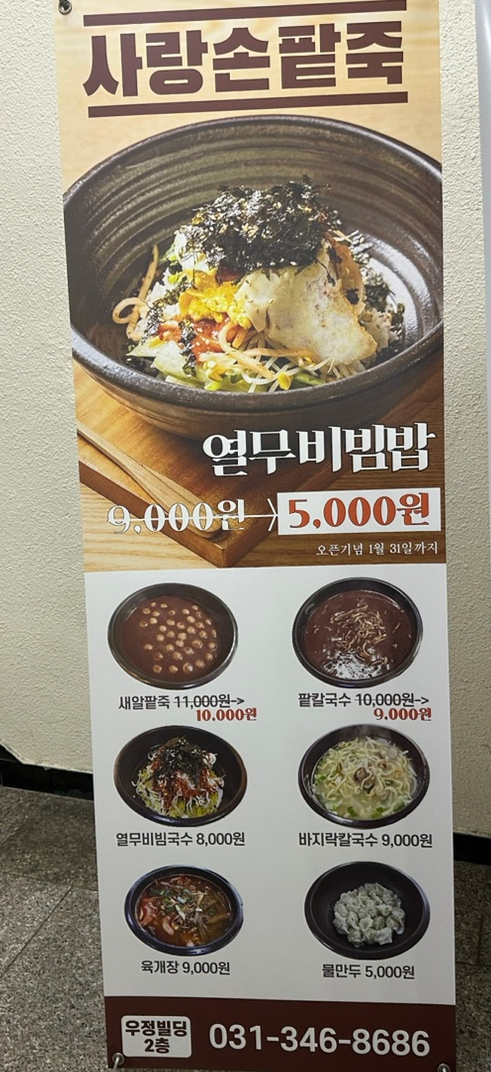 사랑손팥죽
열무비빔밥
9,000원 → 5,000원
오픈기념 1월 31일까지
새알팥죽 11,000원->
10,000원
팥칼국수 10,000원->
9,000원
열무비빔국수 8,000원
바지락칼국수 9,000원
육개장 9,000원
물만두 5,000원
우정빌딩
2층
031-346-8686